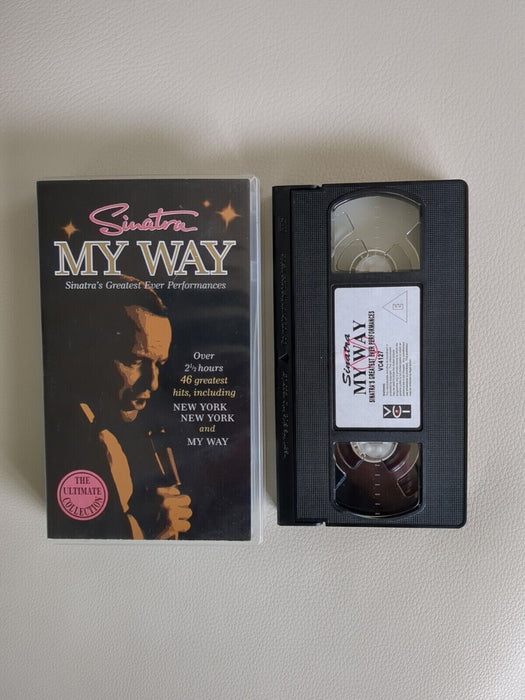 Sinatra
MY WAY
Sinatra's Greatest Ever Performances
Over
2½ hours
46 greatest
hits, including
NEW YORK
NEW YORK
and
MY WAY
THE
ULTIMATE
COLLECTION
Sinatra
MY WAY
SINATRA'S GREATEST EVER PERFORMANCES
VC4127
E
VCI